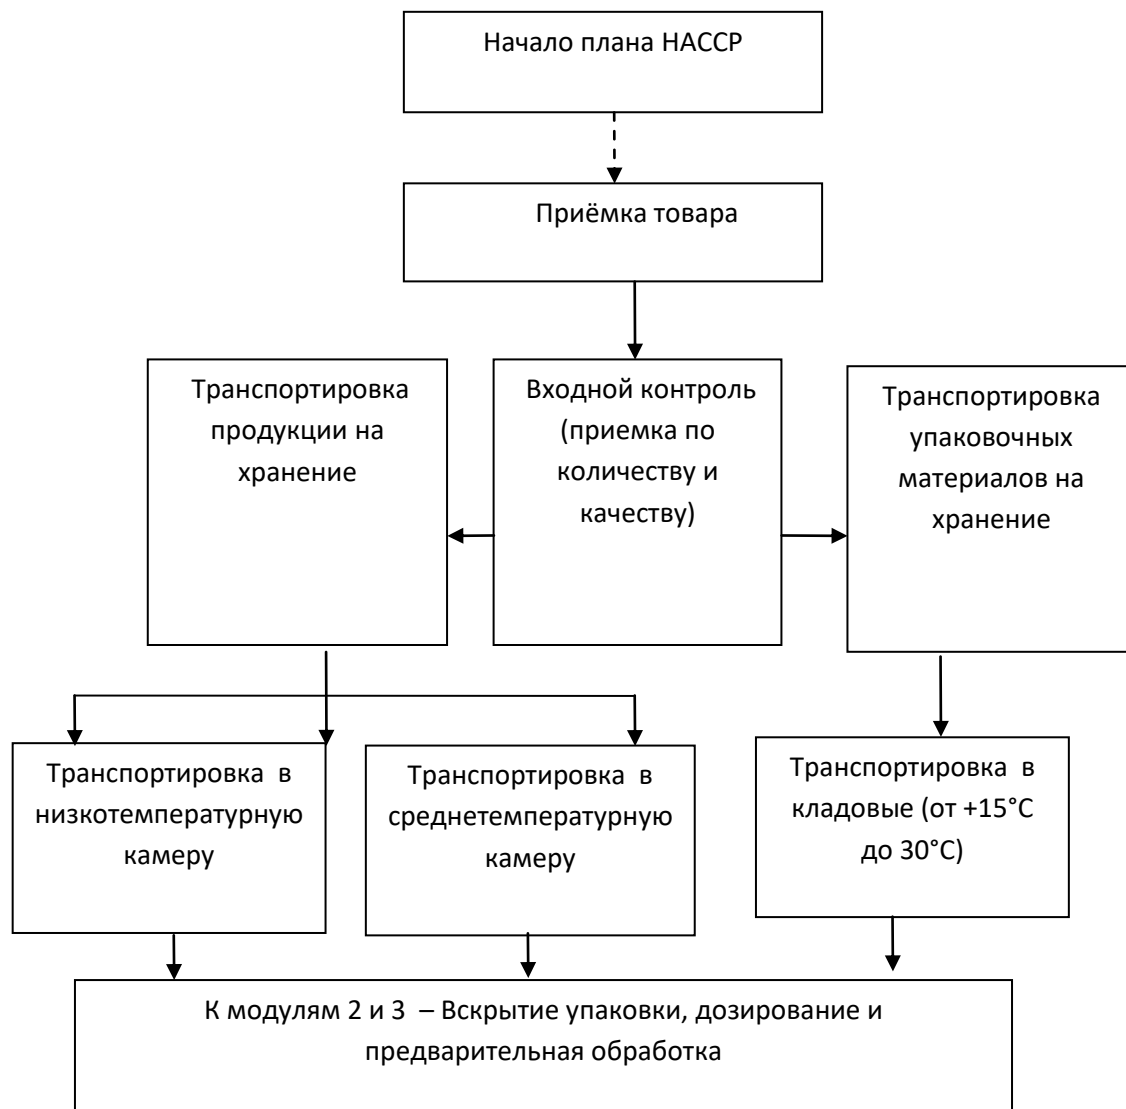 Начало плана НАССР
Приёмка товара
Транспортировка
продукции на
хранение
Входной контроль
(приемка по
количеству и
качеству)
Транспортировка
упаковочных
материалов на
хранение
Транспортировка в
низкотемпературную
камеру
Транспортировка в
среднетемпературную
камеру
Транспортировка в
кладовые (от +15°С
до 30°С)
К модулям 2 и 3 – Вскрытие упаковки, дозирование и
предварительная обработка